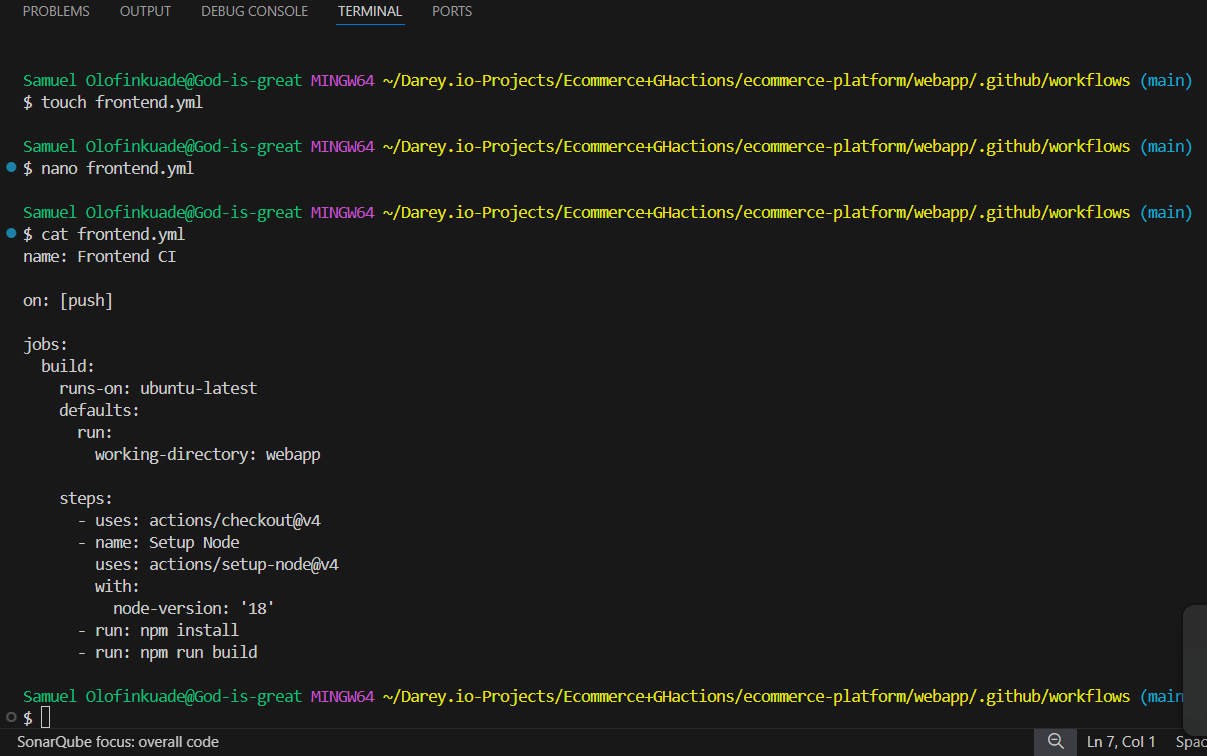 PROBLEMS OUTPUT DEBUG CONSOLE TERMINAL PORTS
Samuel Olofinkuade@God-is-great MINGW64 ~/Darey.io-Projects/Ecommerce+GHactions/ecommerce-platform/webapp/.github/workflows (main)
$ touch frontend.yml
Samuel Olofinkuade@God-is-great MINGW64 ~/Darey.io-Projects/Ecommerce+GHactions/ecommerce-platform/webapp/.github/workflows (main)
$ nano frontend.yml
Samuel Olofinkuade@God-is-great MINGW64 ~/Darey.io-Projects/Ecommerce+GHactions/ecommerce-platform/webapp/.github/workflows (main)
$ cat frontend.yml
name: Frontend CI
on: [push]
jobs:
  build:
    runs-on: ubuntu-latest
    defaults:
      run:
        working-directory: webapp
    steps:
      - uses: actions/checkout@v4
      - name: Setup Node
        uses: actions/setup-node@v4
        with:
          node-version: '18'
      - run: npm install
      - run: npm run build
Samuel Olofinkuade@God-is-great MINGW64 ~/Darey.io-Projects/Ecommerce+GHactions/ecommerce-platform/webapp/.github/workflows (main
$
SonarQube focus: overall code Ln 7, Col 1 Spac